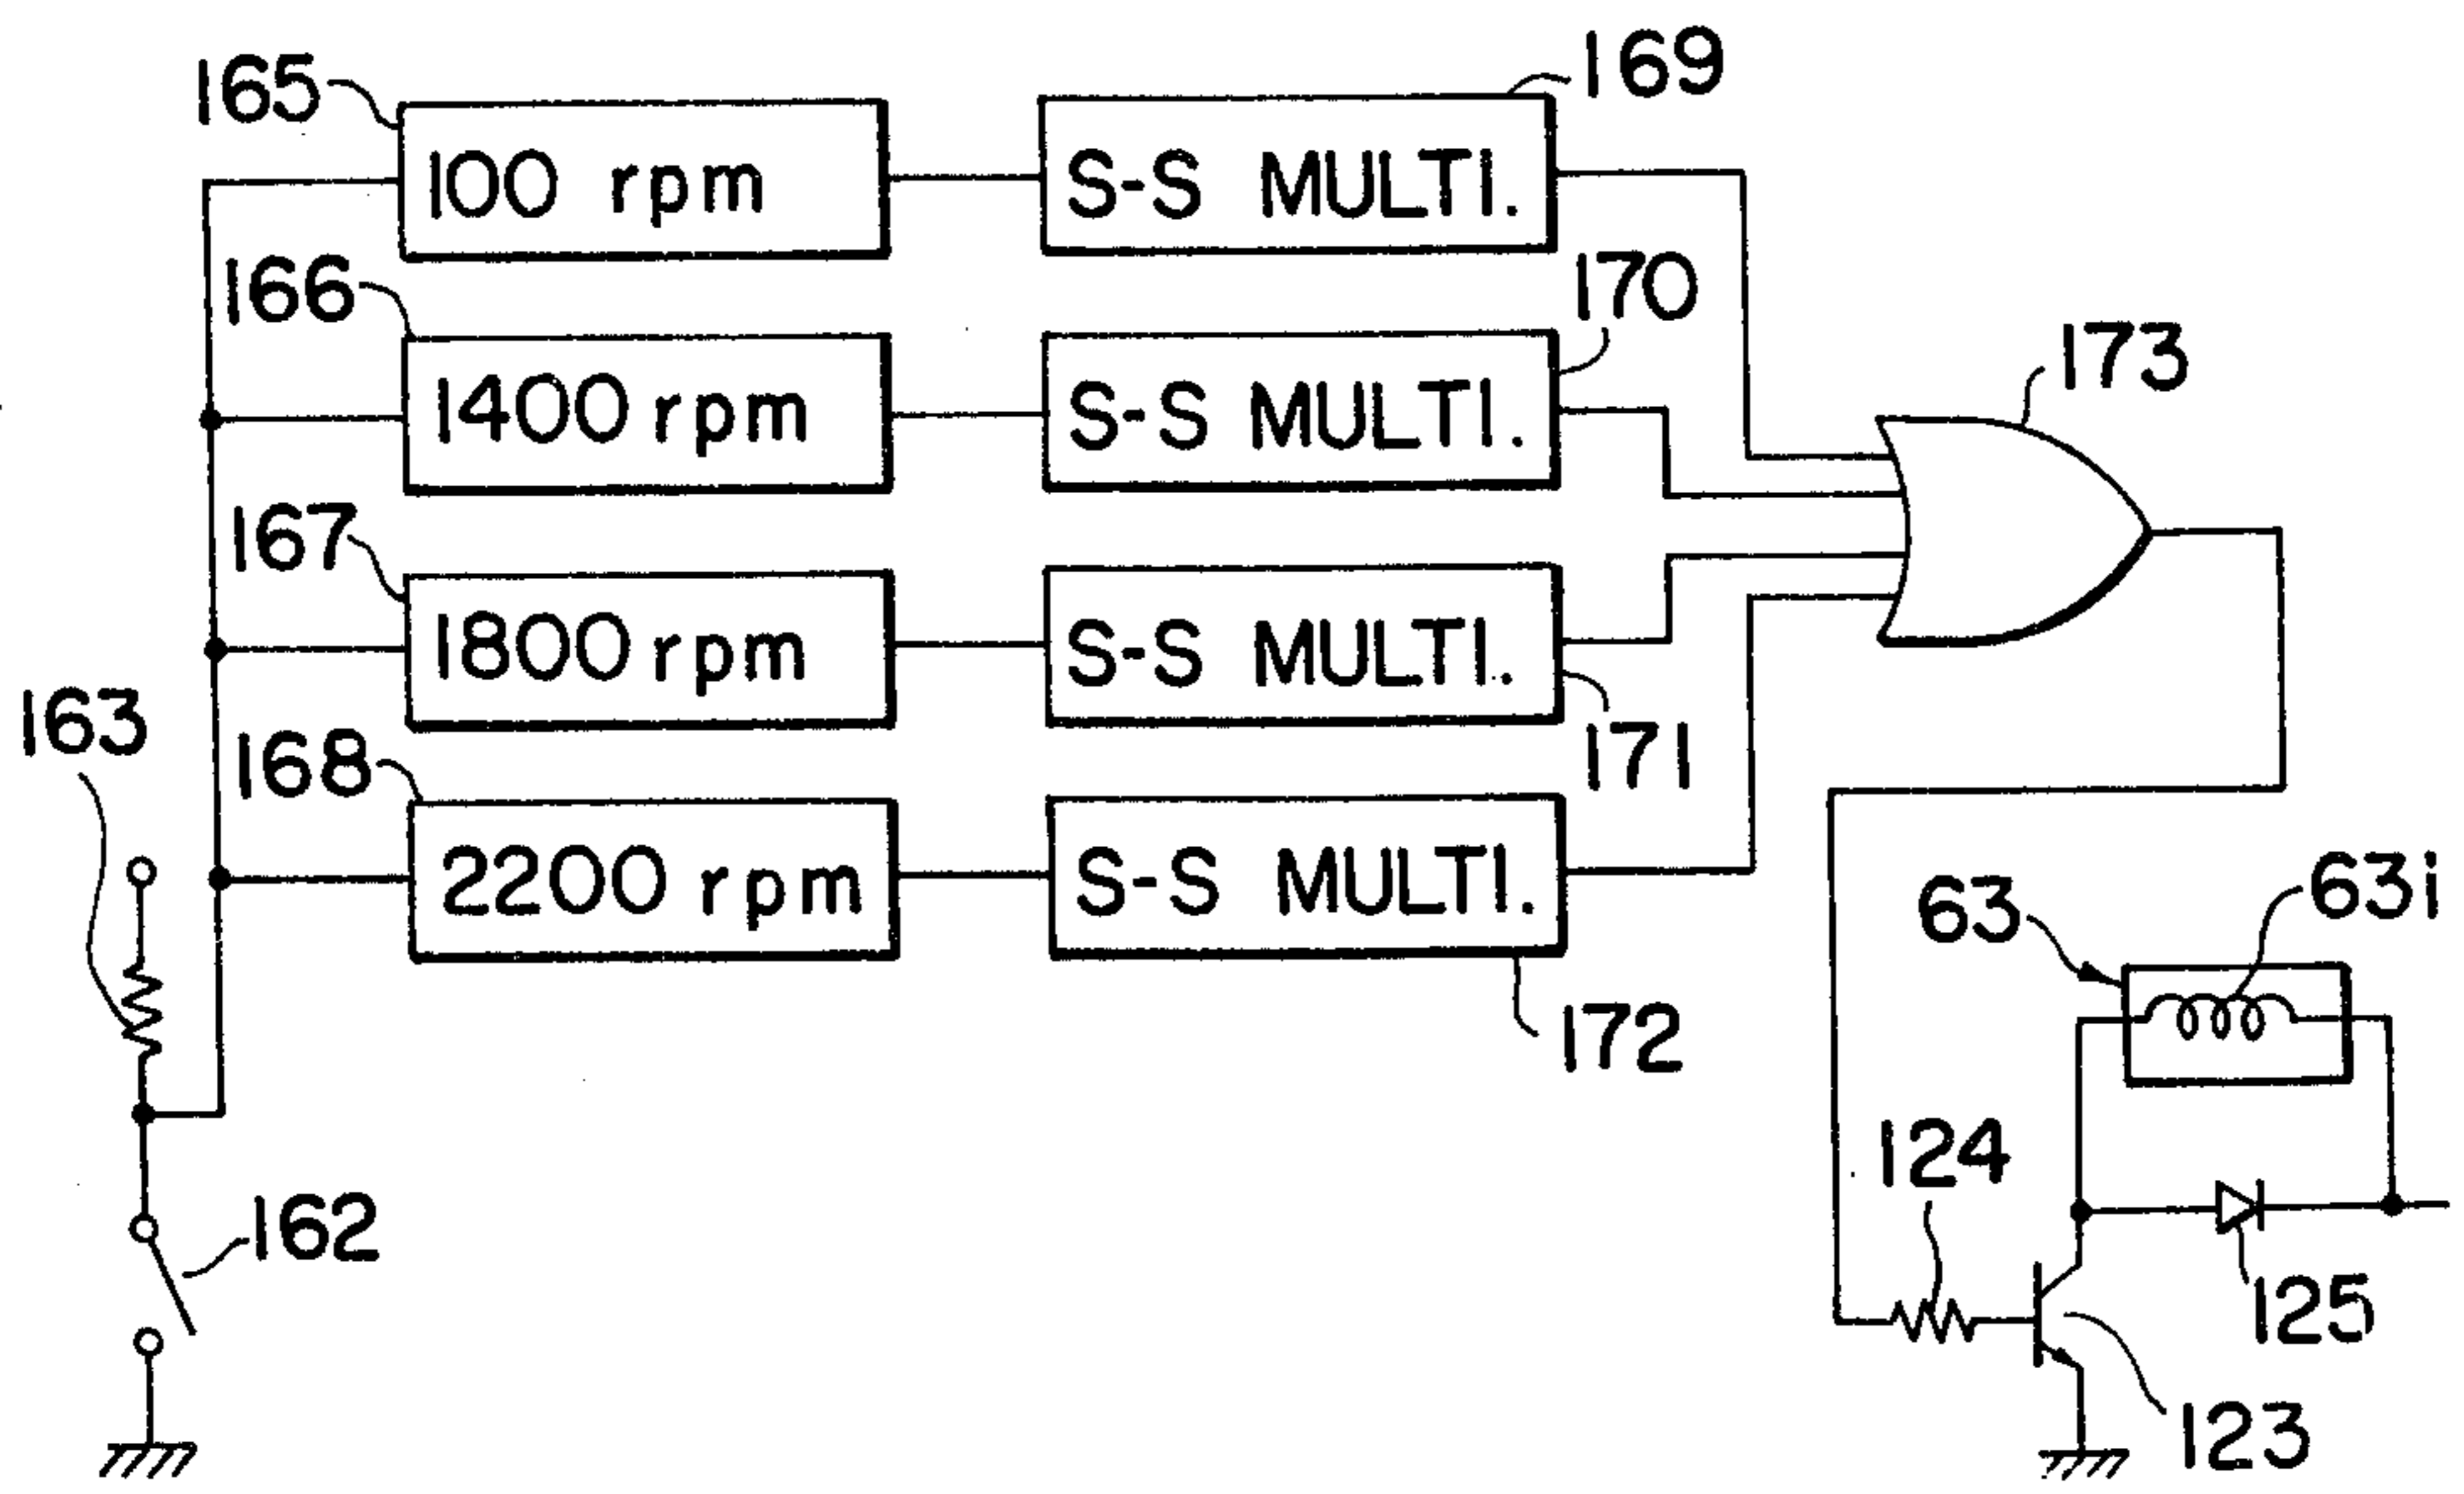 169
165
100 rpm
S-S MULTI.
166
170
173
1400 rpm
S-S MULTI.
167
1800 rpm
S-S MULTI.
163
168
171
2200 rpm
S-S MULTI.
63
63i
172
124
162
125
123